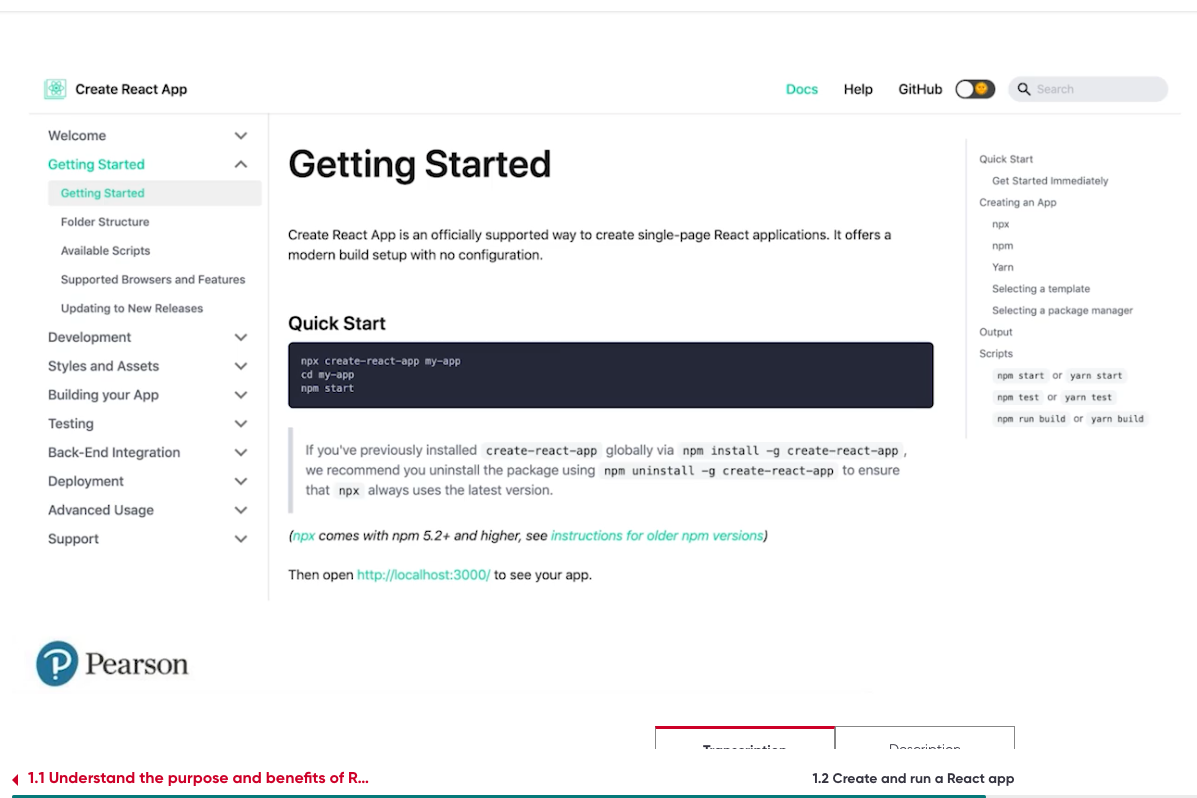 Create React App
Docs Help GitHub Search
Welcome
Getting Started
Getting Started
Folder Structure
Available Scripts
Supported Browsers and Features
Updating to New Releases
Development
Styles and Assets
Building your App
Testing
Back-End Integration
Deployment
Advanced Usage
Support
Getting Started
Create React App is an officially supported way to create single-page React applications. It offers a
modern build setup with no configuration.
Quick Start
npx create-react-app my-app
cd my-app
npm start
If you've previously installed create-react-app globally via npm install -g create-react-app ,
we recommend you uninstall the package using npm uninstall -g create-react-app to ensure
that npx always uses the latest version.
(npx comes with npm 5.2+ and higher, see instructions for older npm versions)
Then open http://localhost:3000/ to see your app.
Quick Start
Get Started Immediately
Creating an App
npx
npm
Yarn
Selecting a template
Selecting a package manager
Output
Scripts
npm start or yarn start
npm test or yarn test
npm run build or yarn build
Pearson
Transcription Description
1.1 Understand the purpose and benefits of R...
1.2 Create and run a React app